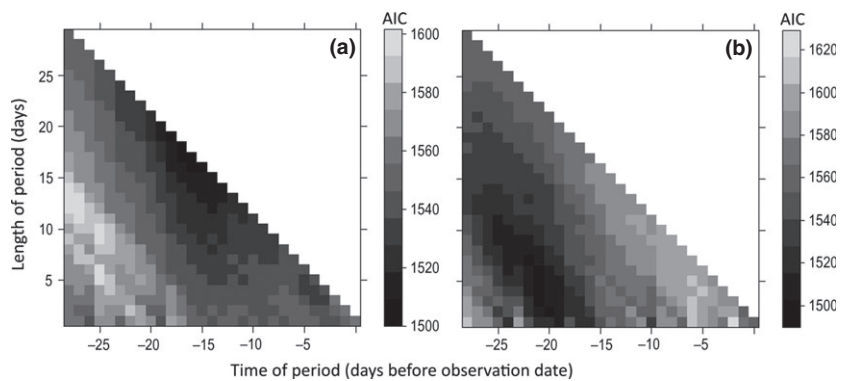 AIC
(a)
1600
1580
1560
1540
1520
1500
AIC
(b)
1620
1600
1580
1560
1540
1520
1500
Length of period (days)
25
20
15
10
5
−25 −20 −15 −10 −5
−25 −20 −15 −10 −5
Time of period (days before observation date)